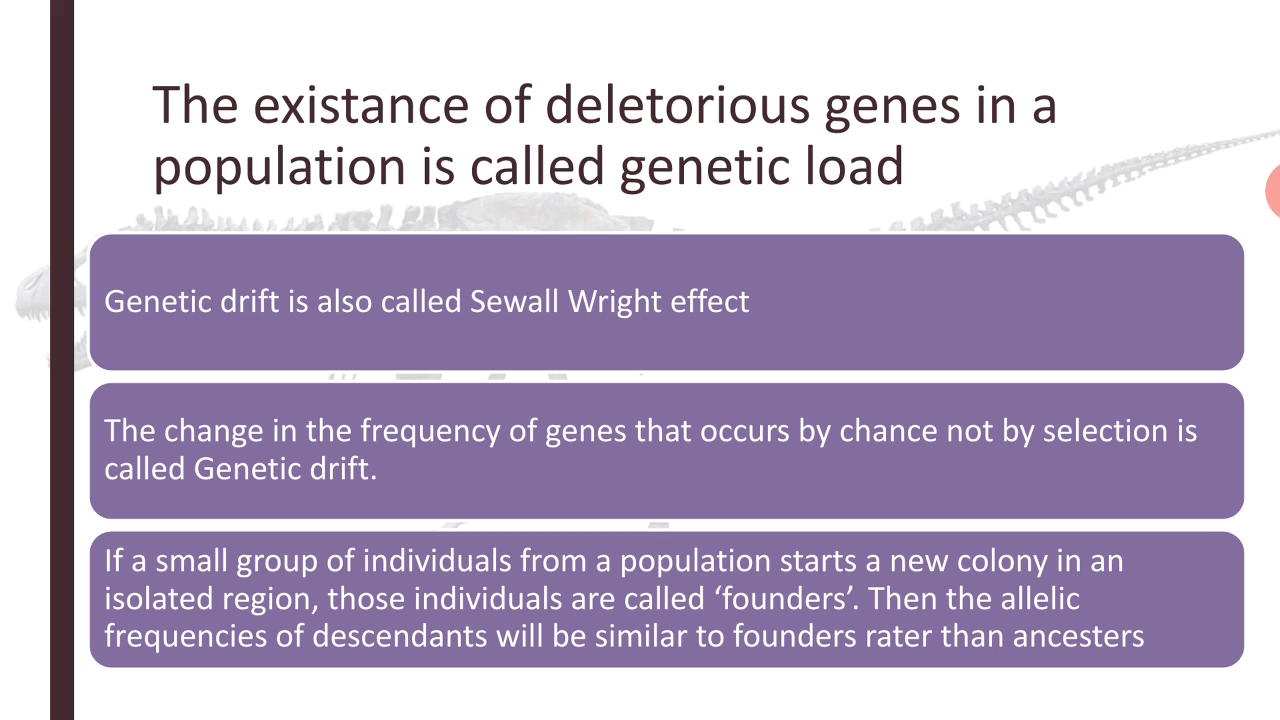 The existance of deletorious genes in a
population is called genetic load
Genetic drift is also called Sewall Wright effect
The change in the frequency of genes that occurs by chance not by selection is
called Genetic drift.
If a small group of individuals from a population starts a new colony in an
isolated region, those individuals are called ‘founders’. Then the allelic
frequencies of descendants will be similar to founders rater than ancesters